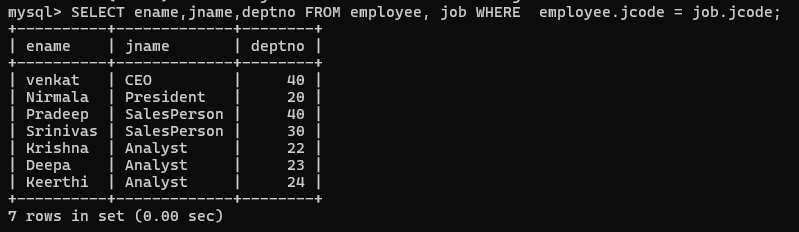 mysql> SELECT ename,jname,deptno FROM employee, job WHERE  employee.jcode = job.jcode;
+----------+-------------+--------+
| ename    | jname       | deptno |
+----------+-------------+--------+
| venkat   | CEO         |     40 |
| Nirmala  | President   |     20 |
| Pradeep  | SalesPerson |     40 |
| Srinivas | SalesPerson |     30 |
| Krishna  | Analyst     |     22 |
| Deepa    | Analyst     |     23 |
| Keerthi  | Analyst     |     24 |
+----------+-------------+--------+
7 rows in set (0.00 sec)